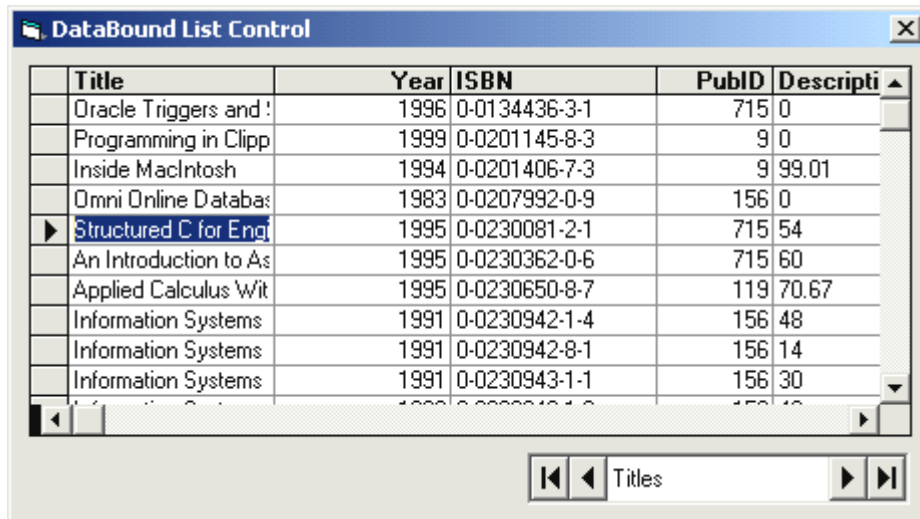 DataBound List Control
Title Year ISBN PubID Descripti
Oracle Triggers and 1996 0-0134436-3-1 715 0
Programming in Clipp 1999 0-0201145-8-3 9 0
Inside MacIntosh 1994 0-0201406-7-3 9 99.01
Omni Online Databas 1983 0-0207992-0-9 156 0
Structured C for Engi 1995 0-0230081-2-1 715 54
An Introduction to As 1995 0-0230362-0-6 715 60
Applied Calculus Wit 1995 0-0230650-8-7 119 70.67
Information Systems 1991 0-0230942-1-4 156 48
Information Systems 1991 0-0230942-8-1 156 14
Information Systems 1991 0-0230943-1-1 156 30
Titles